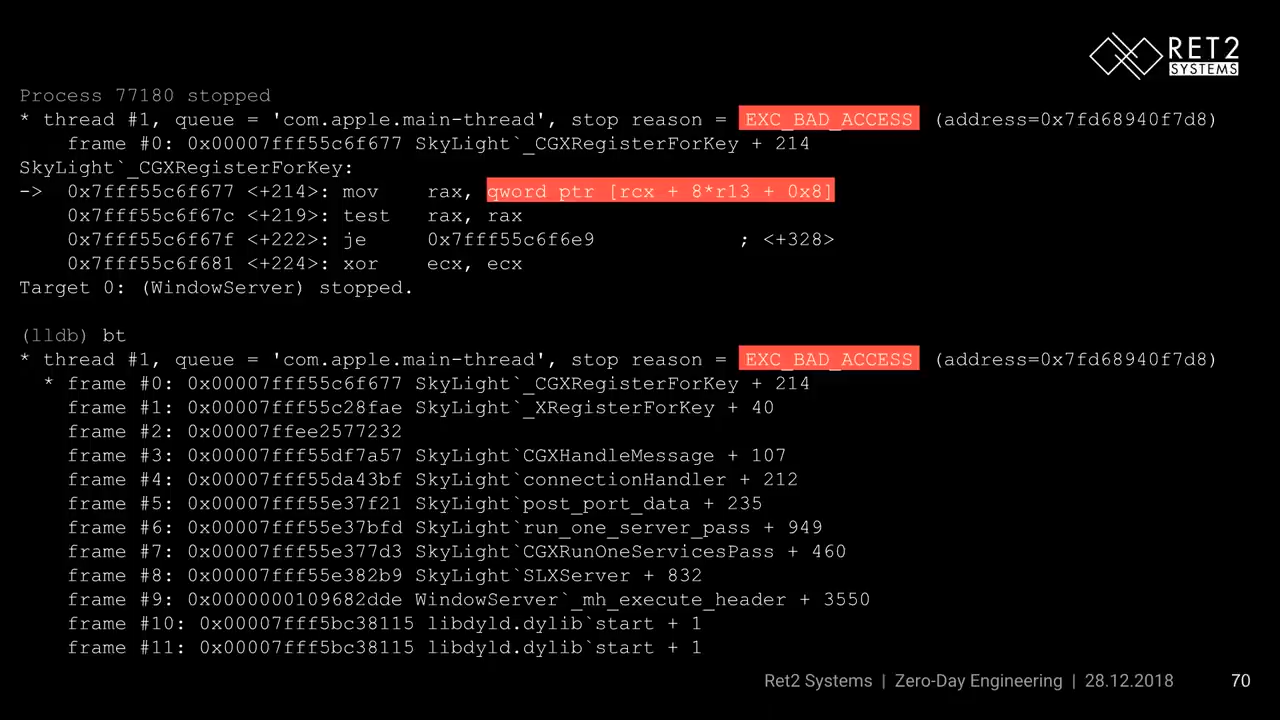 RET2
SYSTEMS
Process 77180 stopped
* thread #1, queue = 'com.apple.main-thread', stop reason = EXC_BAD_ACCESS (address=0x7fd68940f7d8)
frame #0: 0x00007fff55c6f677 SkyLight`_CGXRegisterForKey + 214
SkyLight`_CGXRegisterForKey:
-> 0x7fff55c6f677 <+214>: mov rax, qword ptr [rcx + 8*r13 + 0x8]
0x7fff55c6f67c <+219>: test rax, rax
0x7fff55c6f67f <+222>: je 0x7fff55c6f6e9 ; <+328>
0x7fff55c6f681 <+224>: xor ecx, ecx
Target 0: (WindowServer) stopped.
(lldb) bt
* thread #1, queue = 'com.apple.main-thread', stop reason = EXC_BAD_ACCESS (address=0x7fd68940f7d8)
* frame #0: 0x00007fff55c6f677 SkyLight`_CGXRegisterForKey + 214
frame #1: 0x00007fff55c28fae SkyLight`_XRegisterForKey + 40
frame #2: 0x00007ffee2577232
frame #3: 0x00007fff55df7a57 SkyLight`CGXHandleMessage + 107
frame #4: 0x00007fff55da43bf SkyLight`connectionHandler + 212
frame #5: 0x00007fff55e37f21 SkyLight`post_port_data + 235
frame #6: 0x00007fff55e37bfd SkyLight`run_one_server_pass + 949
frame #7: 0x00007fff55e377d3 SkyLight`CGXRunOneServicesPass + 460
frame #8: 0x00007fff55e382b9 SkyLight`SLXServer + 832
frame #9: 0x0000000109682dde WindowServer`_mh_execute_header + 3550
frame #10: 0x00007fff5bc38115 libdyld.dylib`start + 1
frame #11: 0x00007fff5bc38115 libdyld.dylib`start + 1
Ret2 Systems | Zero-Day Engineering | 28.12.2018 70